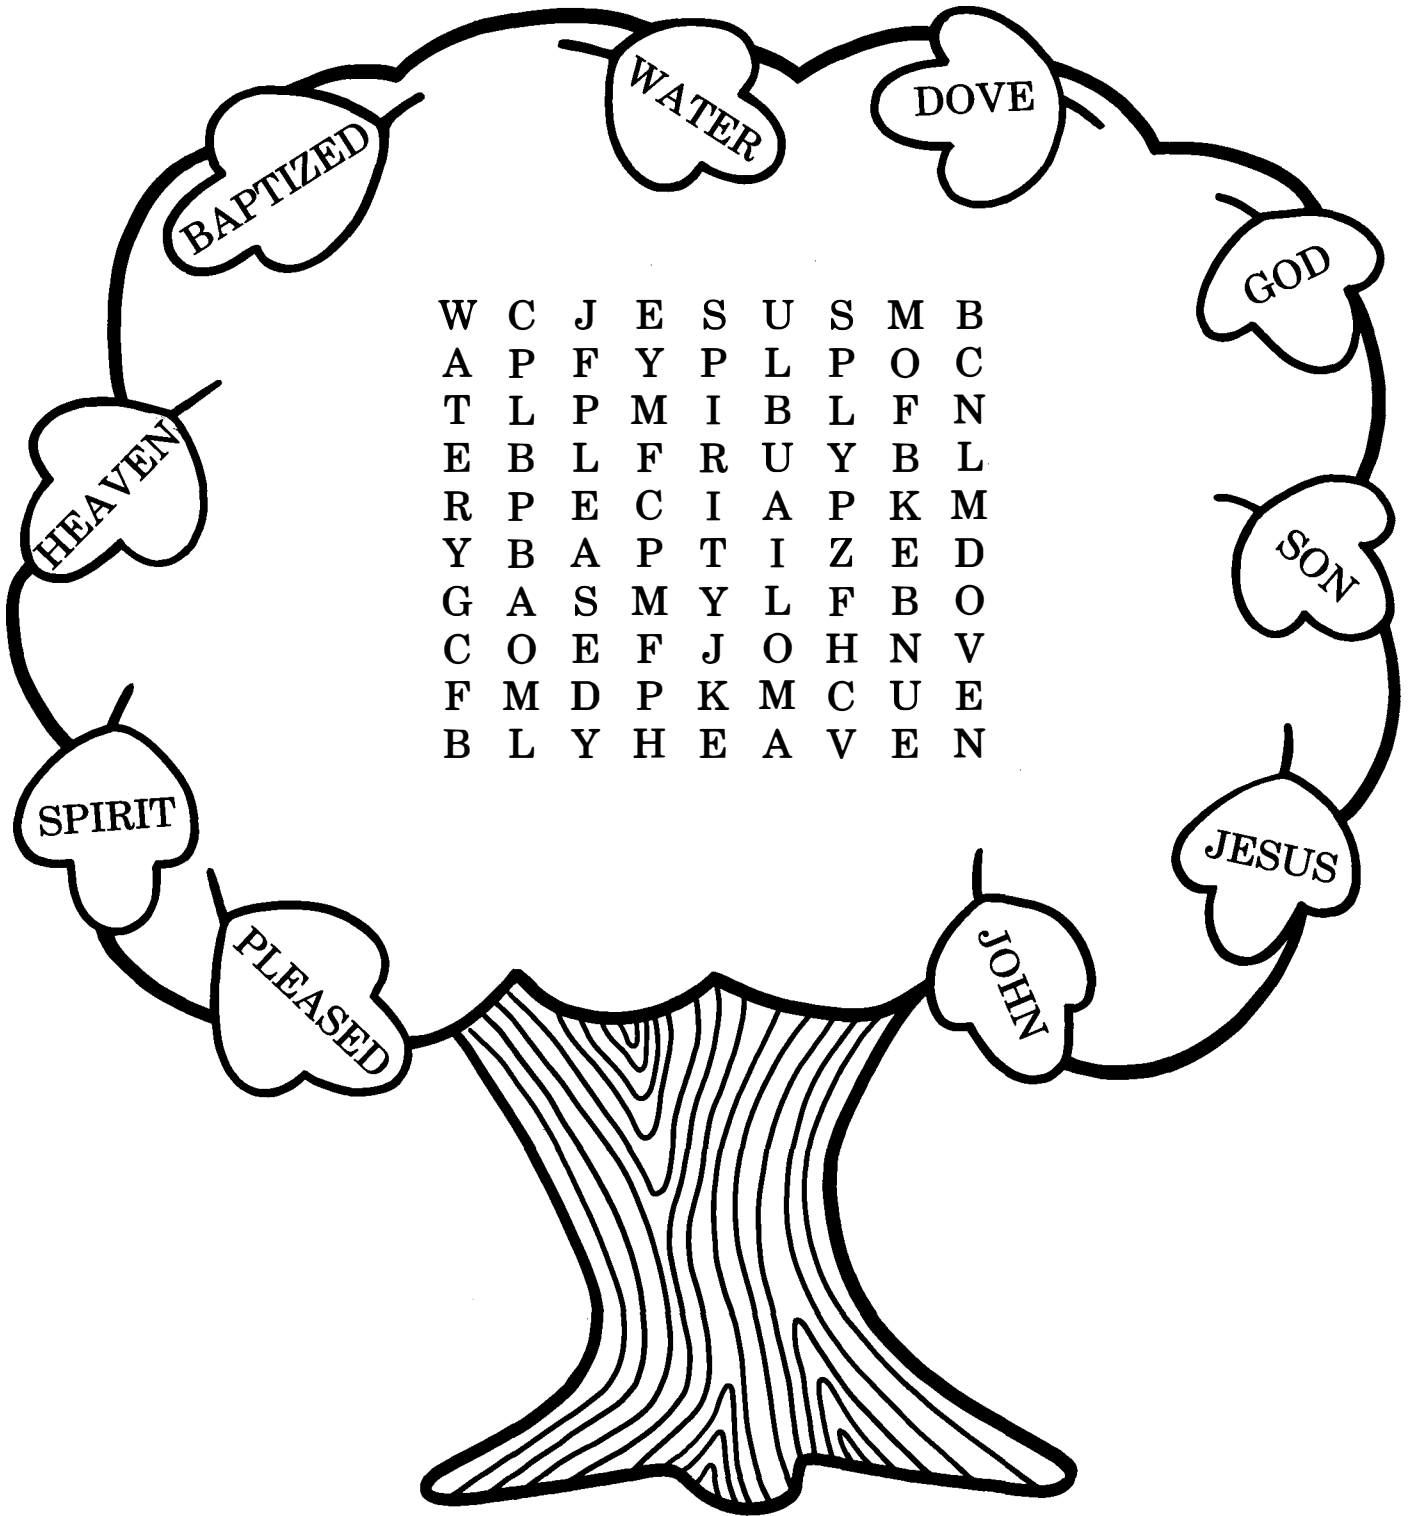 WATER
DOVE
BAPTIZED
GOD
W C J E S U S M B
A P F Y P L P O C
T L P M I B L F N
E B L F R U Y B L
R P E C I A P K M
Y B A P T I Z E D
G A S M Y L F B O
C O E F J O H N V
F M D P K M C U E
B L Y H E A V E N
HEAVEN
SON
SPIRIT
JESUS
PLEASED
JOHN